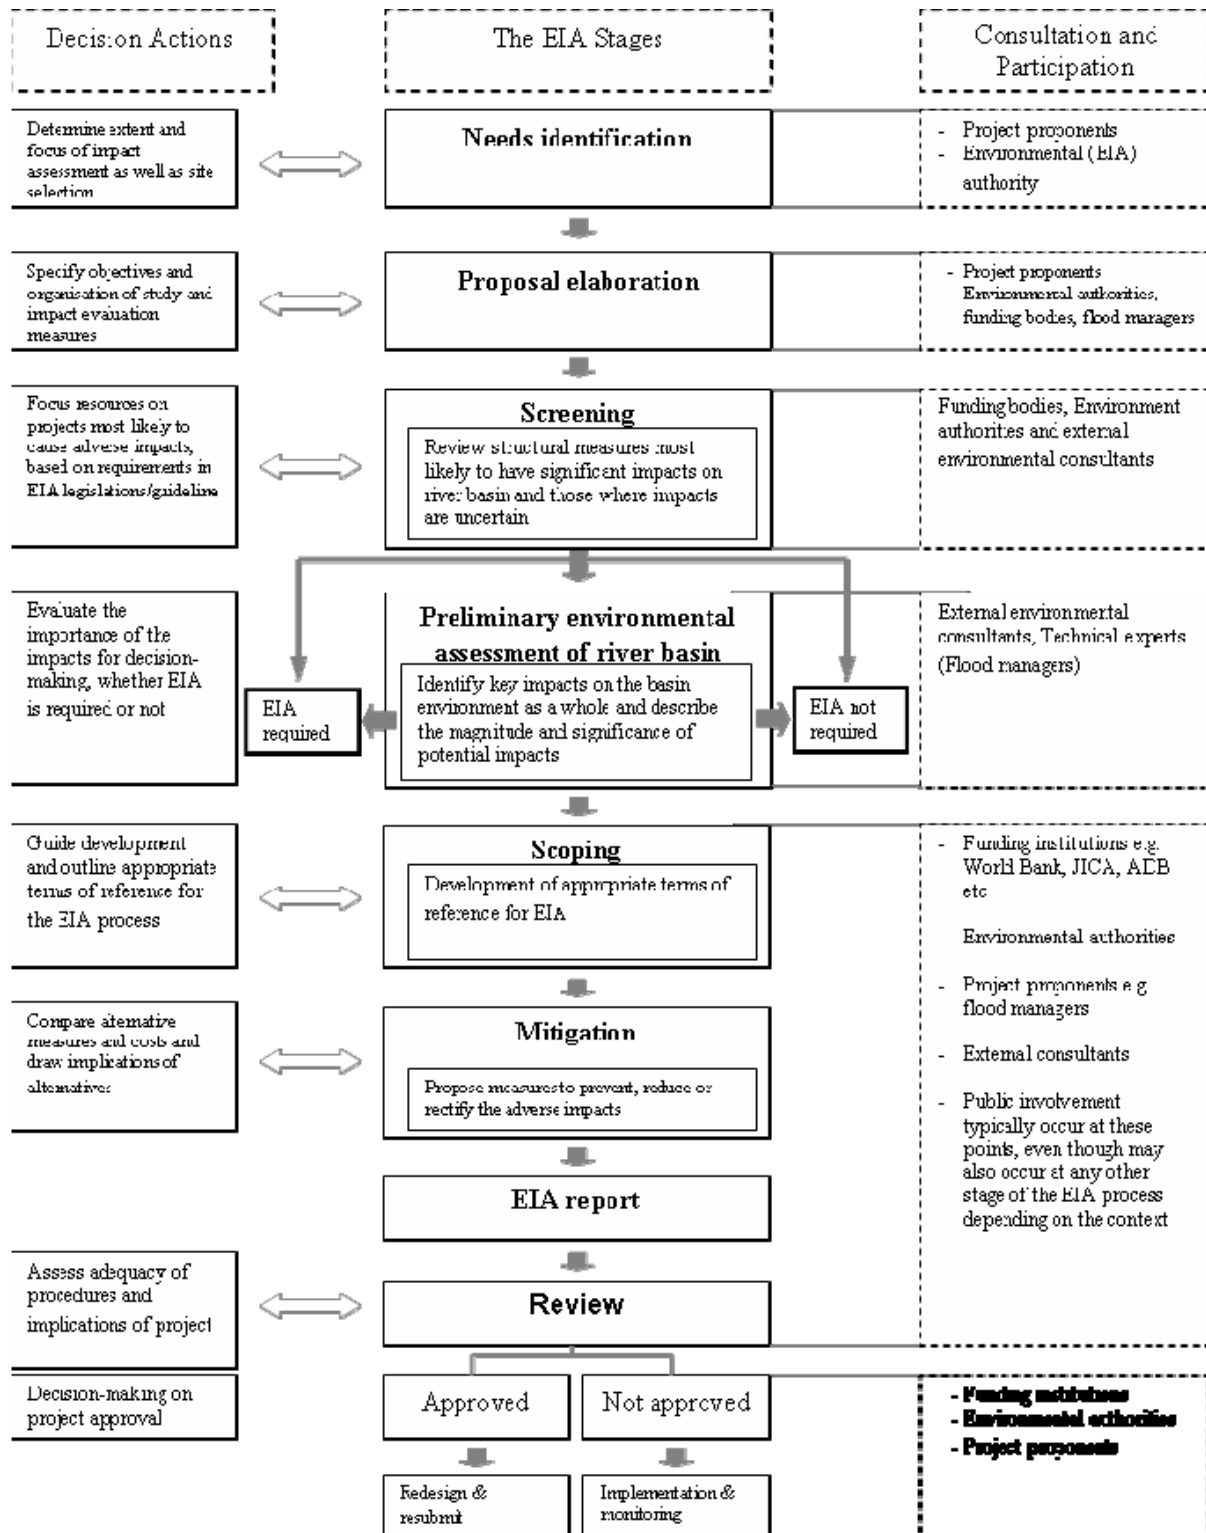 Decision Actions
The EIA Stages
Consultation and
Participation
Determine extent and
focus of impact
assessment as well as site
selection
Needs identification
- Project proponents
- Environmental (EIA)
authority
Specify objectives and
organisation of study and
impact evaluation
measures
Proposal elaboration
- Project proponents
Environmental authorities,
funding bodies, flood managers
Focus resources on
projects most likely to
cause adverse impacts,
based on requirements in
EIA legislations/guideline
Screening
Review structural measures most
likely to have significant impacts on
river basin and those where impacts
are uncertain
Funding bodies, Environment
authorities and external
environmental consultants
Evaluate the
importance of the
impacts for decision-
making, whether EIA
is required or not
EIA
required
Preliminary environmental
assessment of river basin
Identify key impacts on the basin
environment as a whole and describe
the magnitude and significance of
potential impacts
EIA not
required
External environmental
consultants, Technical experts
(Flood managers)
Guide development
and outline appropriate
terms of reference for
the EIA process
Scoping
Development of appropriate terms of
reference for EIA
- Funding institutions e.g.
World Bank, JICA, ADB
etc
Environmental authorities
- Project proponents e.g
flood managers
- External consultants
- Public involvement
typically occur at these
points, even though may
also occur at any other
stage of the EIA process
depending on the context
Compare alternative
measures and costs and
draw implications of
alternatives
Mitigation
Propose measures to prevent, reduce or
rectify the adverse impacts
EIA report
Assess adequacy of
procedures and
implications of project
Review
Decision-making on
project approval
Approved
Not approved
- Funding institutions
- Environmental authorities
- Project proponents
Redesign &
resubmit
Implementation &
monitoring